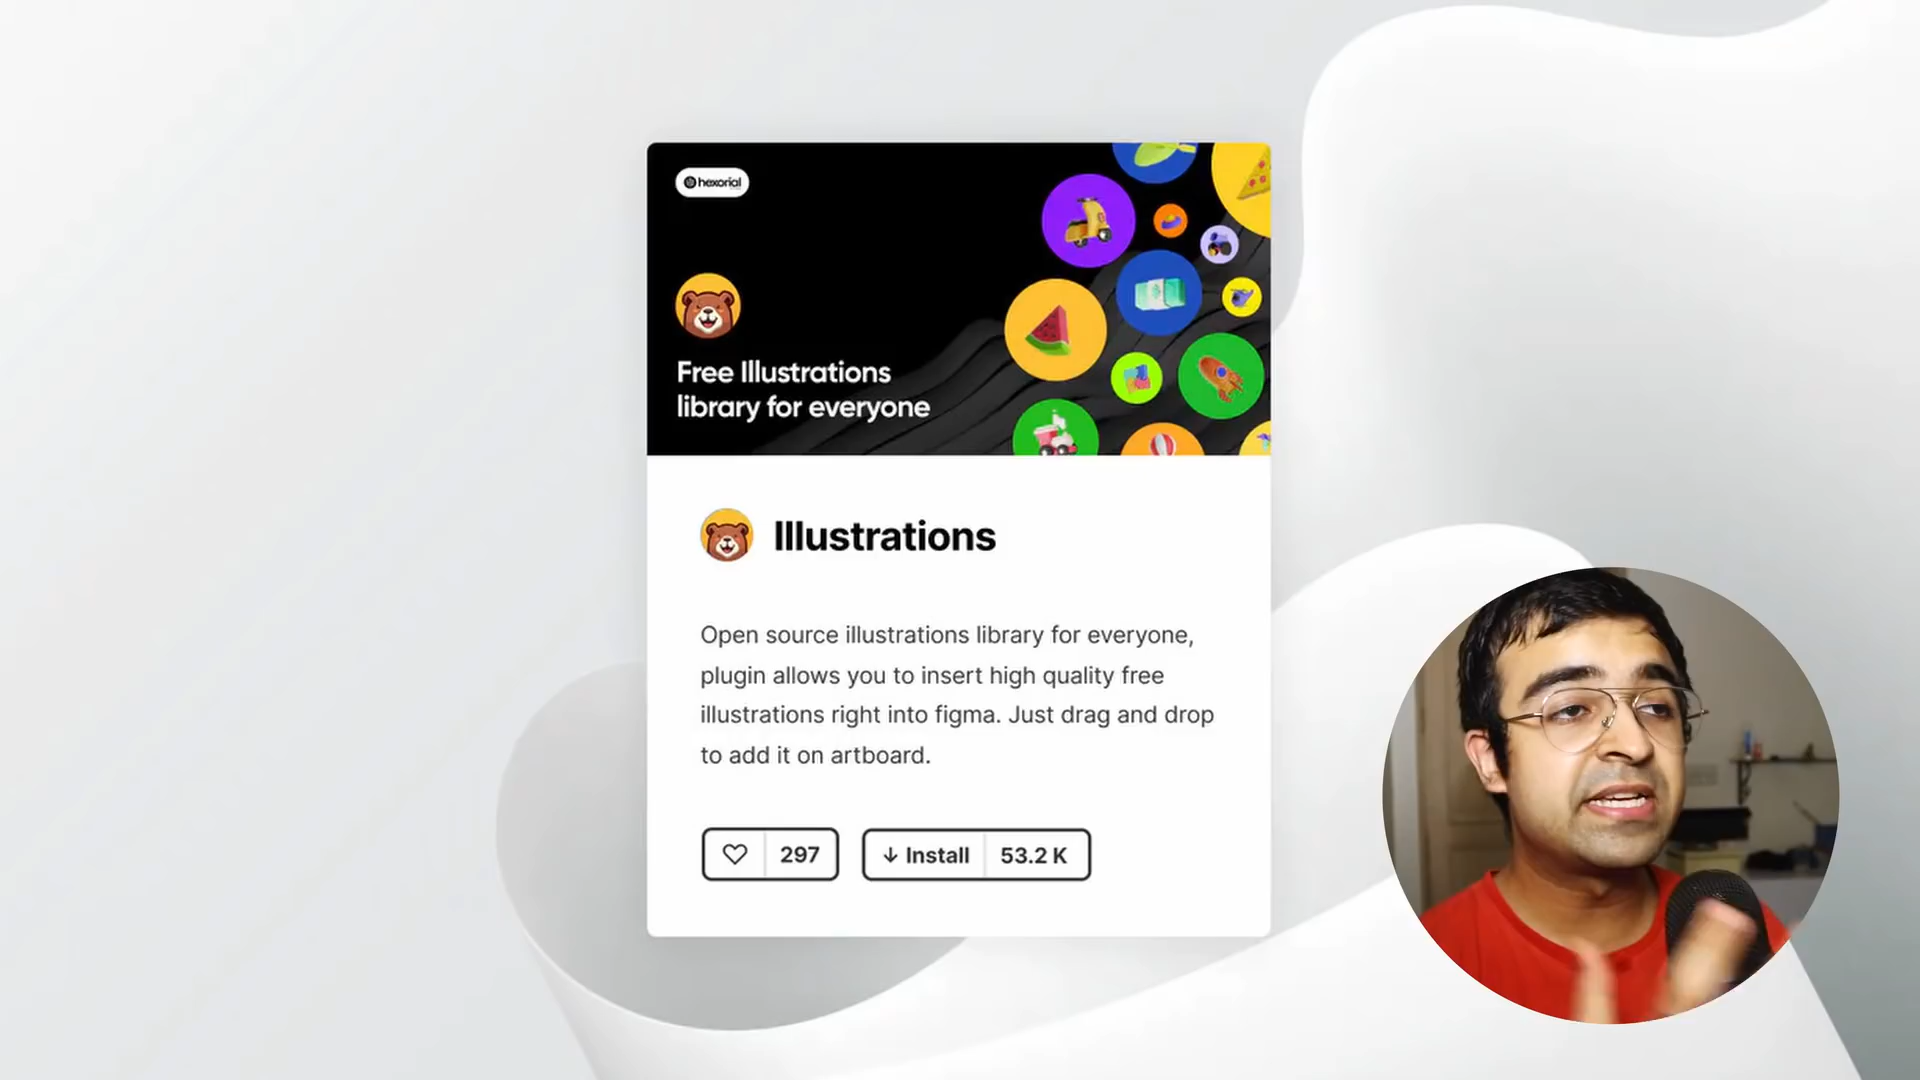 hexorial
Free Illustrations
library for everyone
Illustrations
Open source illustrations library for everyone,
plugin allows you to insert high quality free
illustrations right into figma. Just drag and drop
to add it on artboard.
297
Install
53.2 K